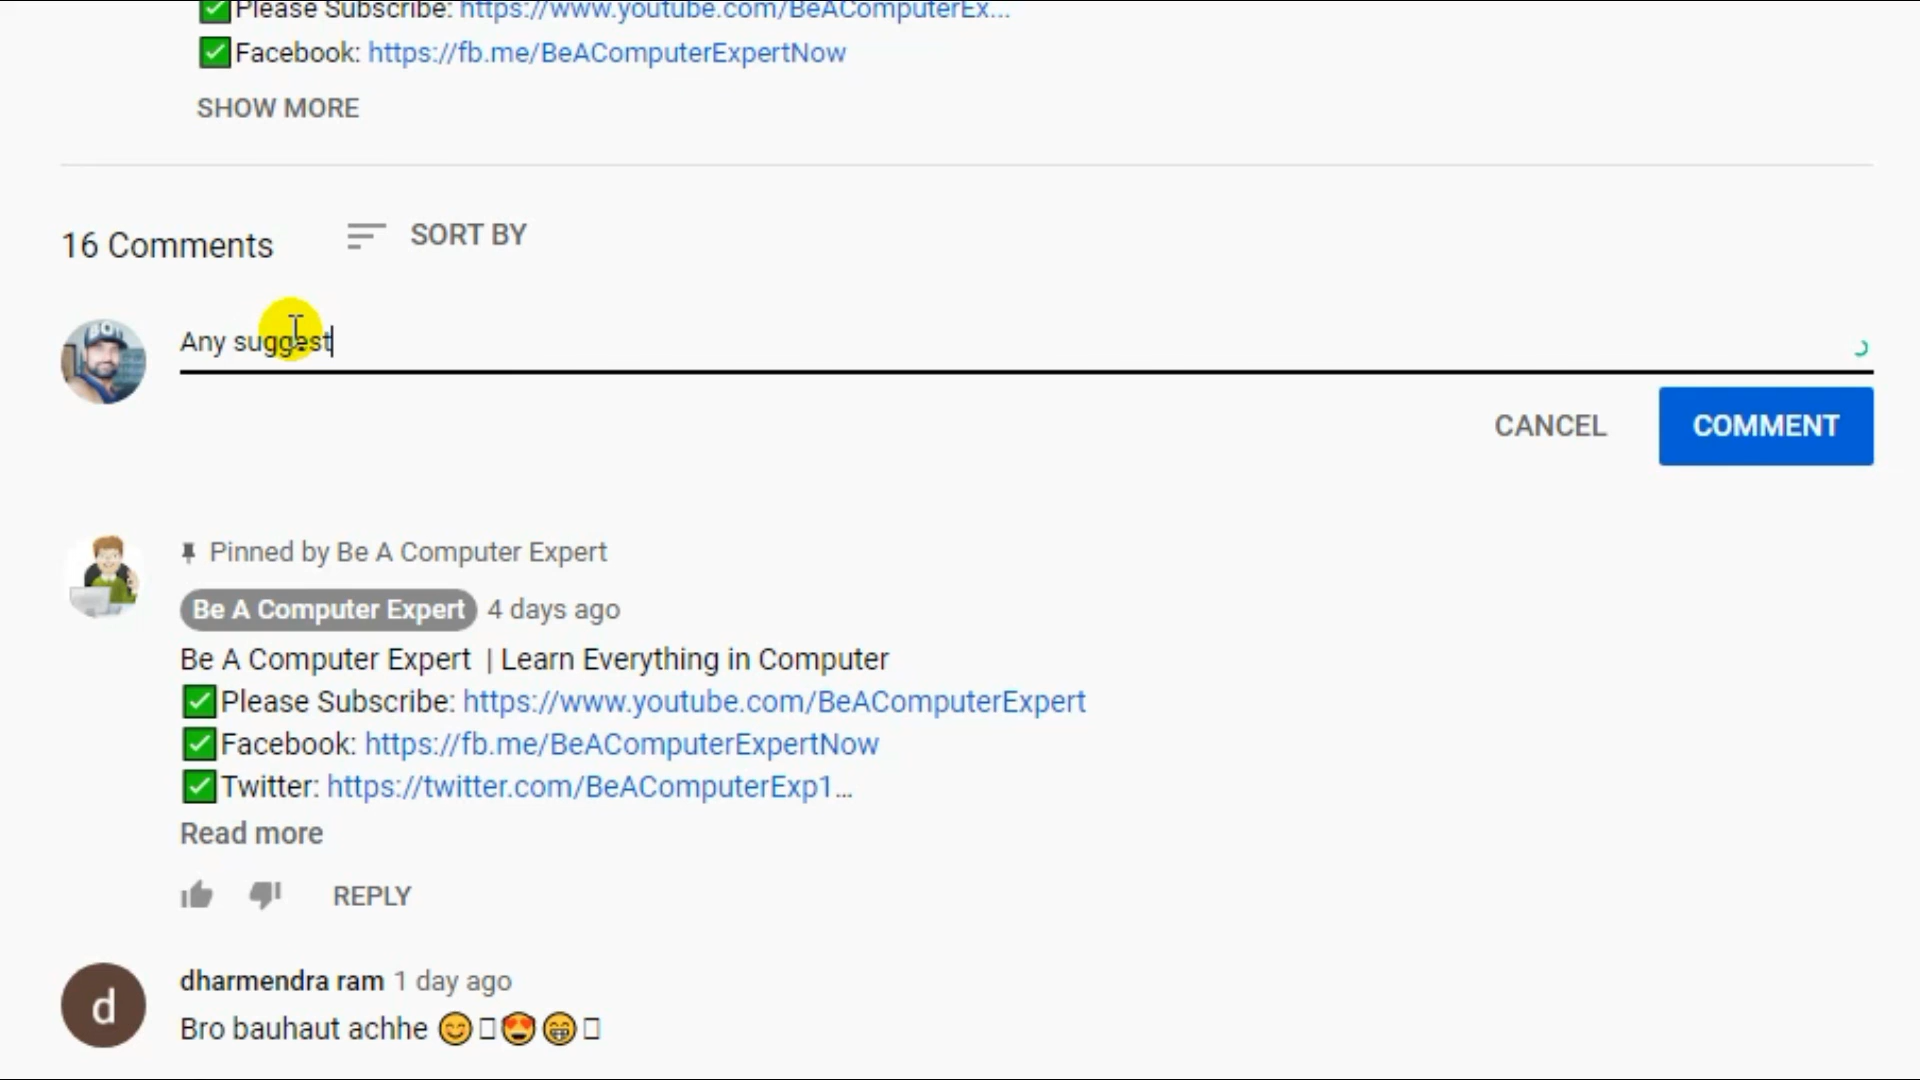 ✅Please Subscribe: https://www.youtube.com/BeAComputerEx...
✅Facebook: https://fb.me/BeAComputerExpertNow
SHOW MORE
16 Comments
SORT BY
Any suggest
CANCEL
COMMENT
Pinned by Be A Computer Expert
Be A Computer Expert 4 days ago
Be A Computer Expert | Learn Everything in Computer
✅Please Subscribe: https://www.youtube.com/BeAComputerExpert
✅Facebook: https://fb.me/BeAComputerExpertNow
✅Twitter: https://twitter.com/BeAComputerExp1...
Read more
REPLY
d
dharmendra ram 1 day ago
Bro bauhaut achhe 😊▯😍😁▯